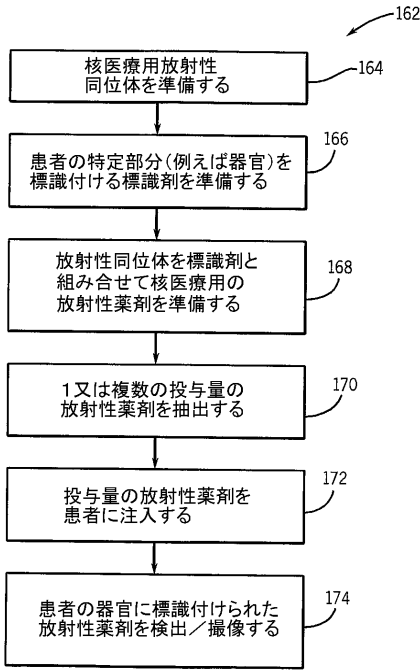 162
核医療用放射性
同位体を準備する
164
患者の特定部分(例えば器官)を
標識付ける標識剤を準備する
166
放射性同位体を標識剤と
組み合せて核医療用の
放射性薬剤を準備する
168
1又は複数の投与量の
放射性薬剤を抽出する
170
投与量の放射性薬剤を
患者に注入する
172
患者の器官に標識付けられた
放射性薬剤を検出/撮像する
174